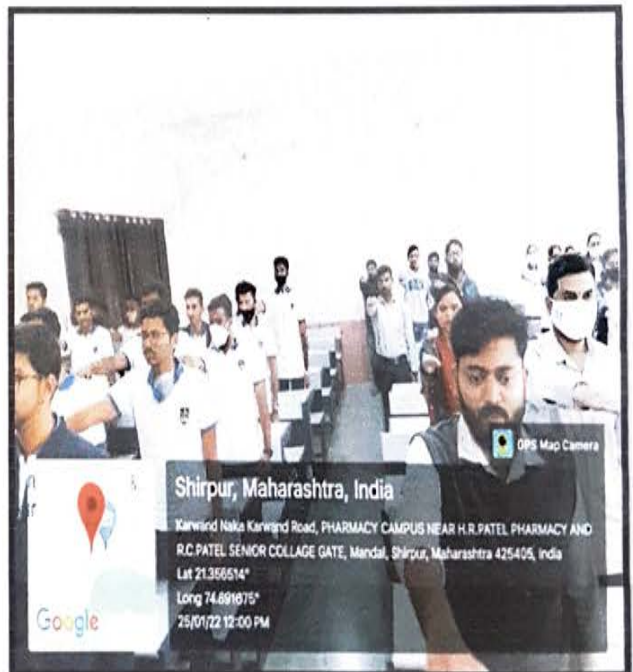 GPS Map Camera
Shirpur, Maharashtra, India
Karwand Naka Karwand Road, PHARMACY CAMPUS NEAR H.R.PATEL PHARMACY AND
R.C.PATEL SENIOR COLLAGE GATE, Mandal, Shirpur, Maharashtra 425405, India
Lat 21.356514°
Long 74.891675°
25/01/22 12:00 PM
Google